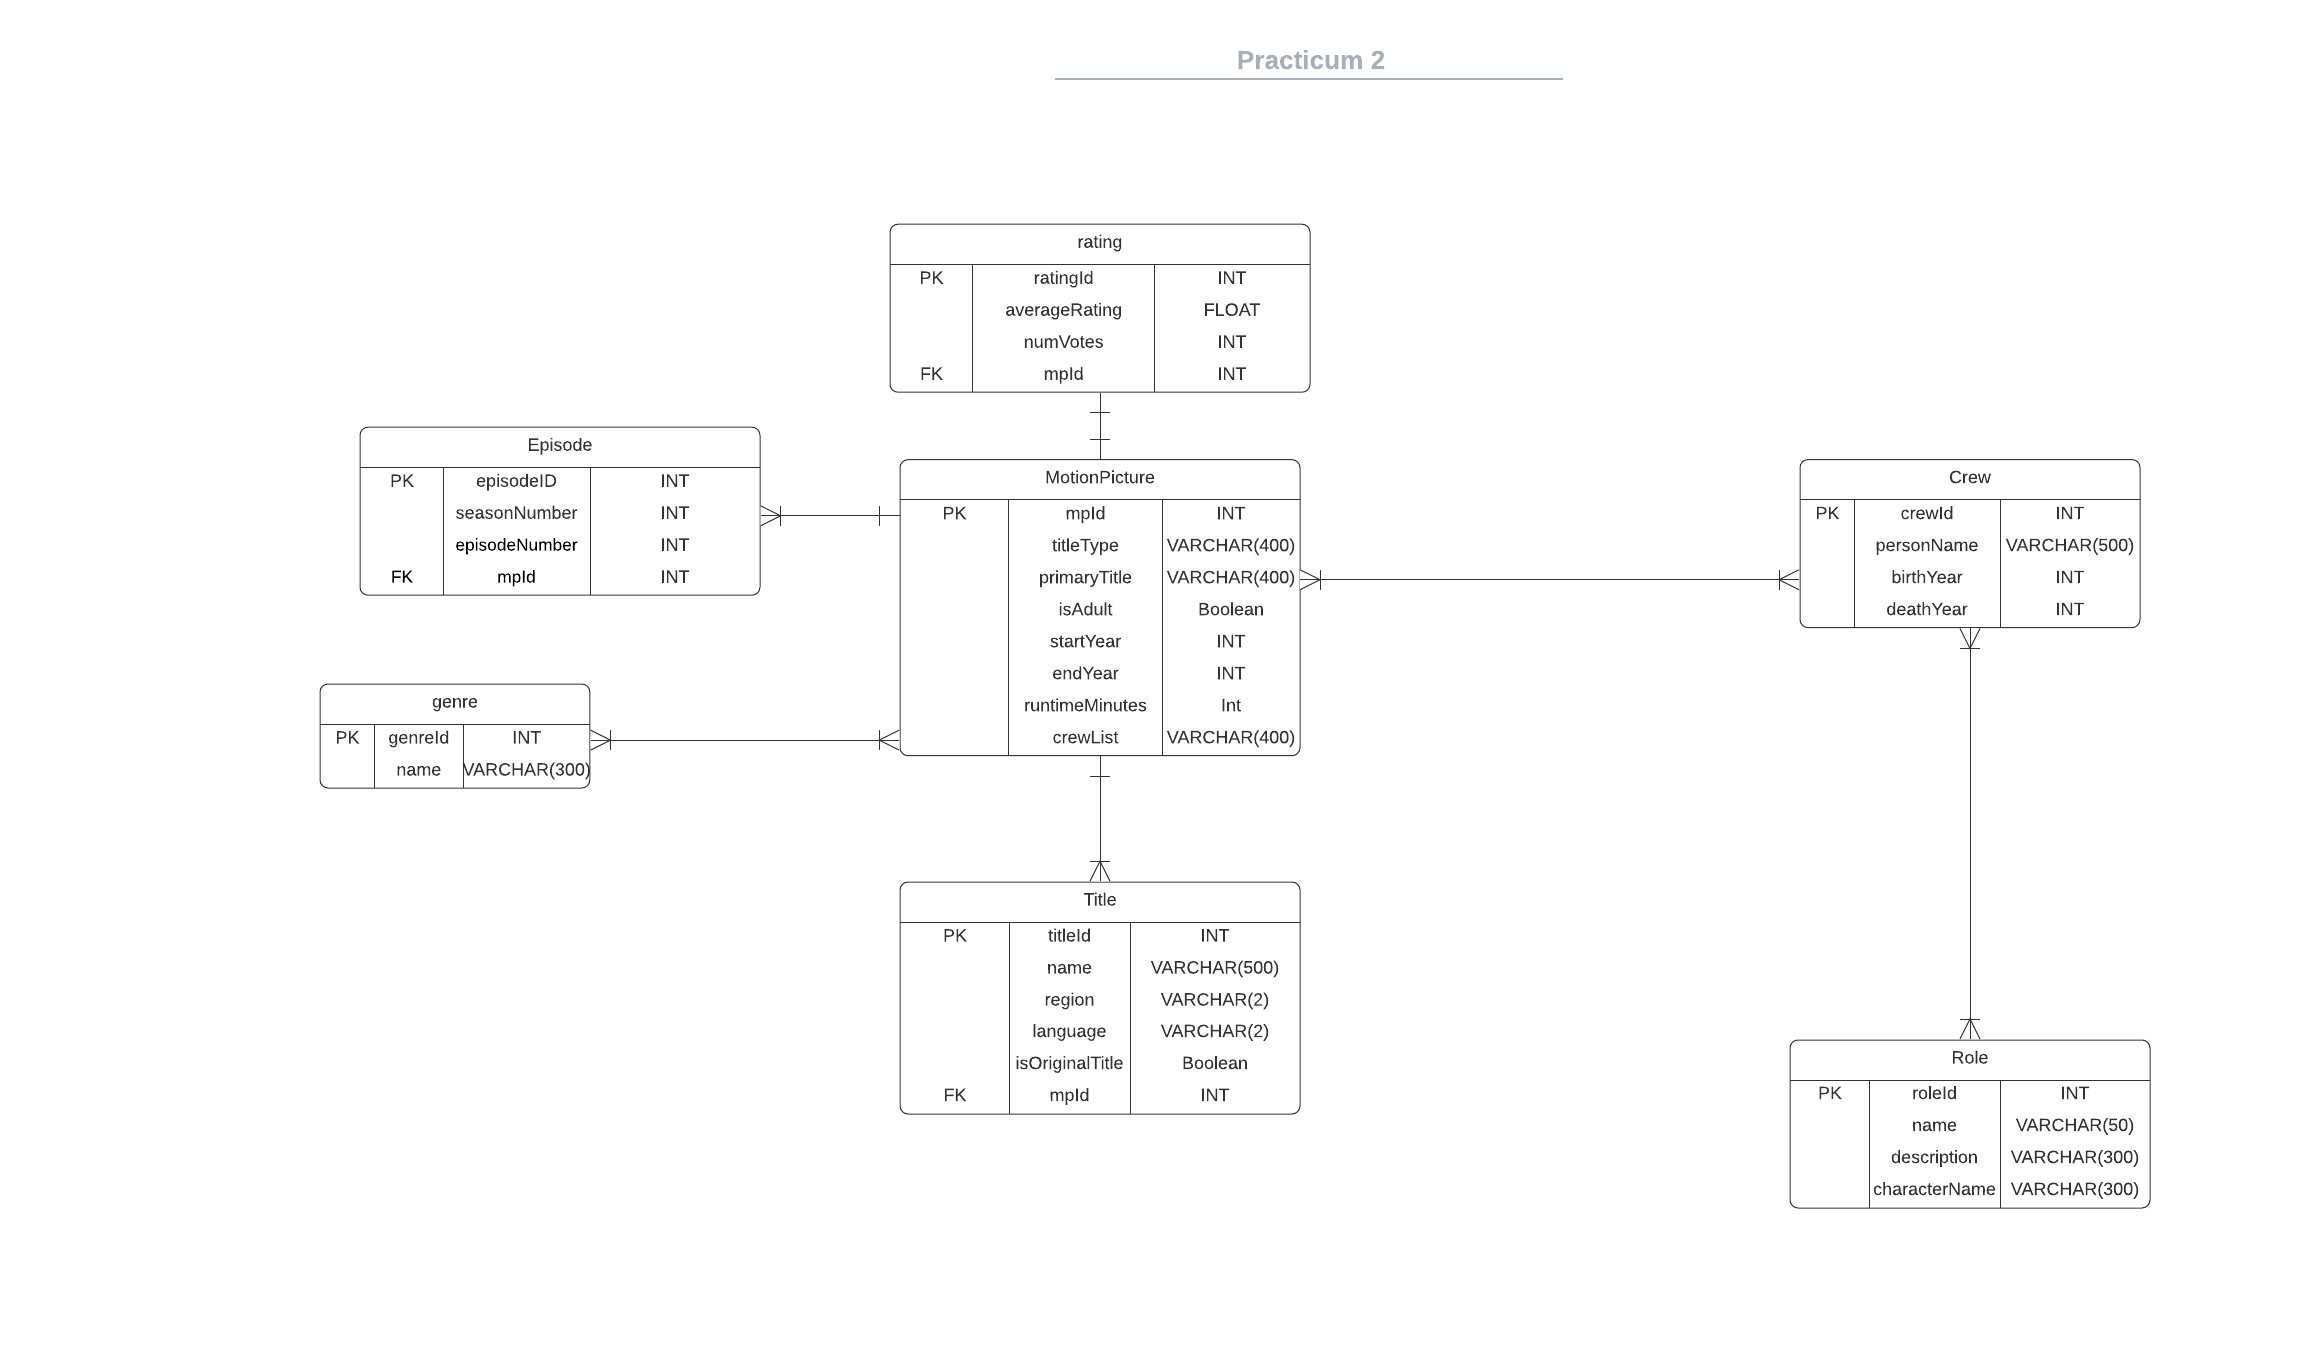 Practicum 2
rating
PK ratingId INT
averageRating FLOAT
numVotes INT
FK mpId INT
Episode
PK episodeID INT
seasonNumber INT
episodeNumber INT
FK mpId INT
MotionPicture
PK mpId INT
titleType VARCHAR(400)
primaryTitle VARCHAR(400)
isAdult Boolean
startYear INT
endYear INT
runtimeMinutes Int
crewList VARCHAR(400)
Crew
PK crewId INT
personName VARCHAR(500)
birthYear INT
deathYear INT
genre
PK genreId INT
name VARCHAR(300)
Title
PK titleId INT
name VARCHAR(500)
region VARCHAR(2)
language VARCHAR(2)
isOriginalTitle Boolean
FK mpId INT
Role
PK roleId INT
name VARCHAR(50)
description VARCHAR(300)
characterName VARCHAR(300)